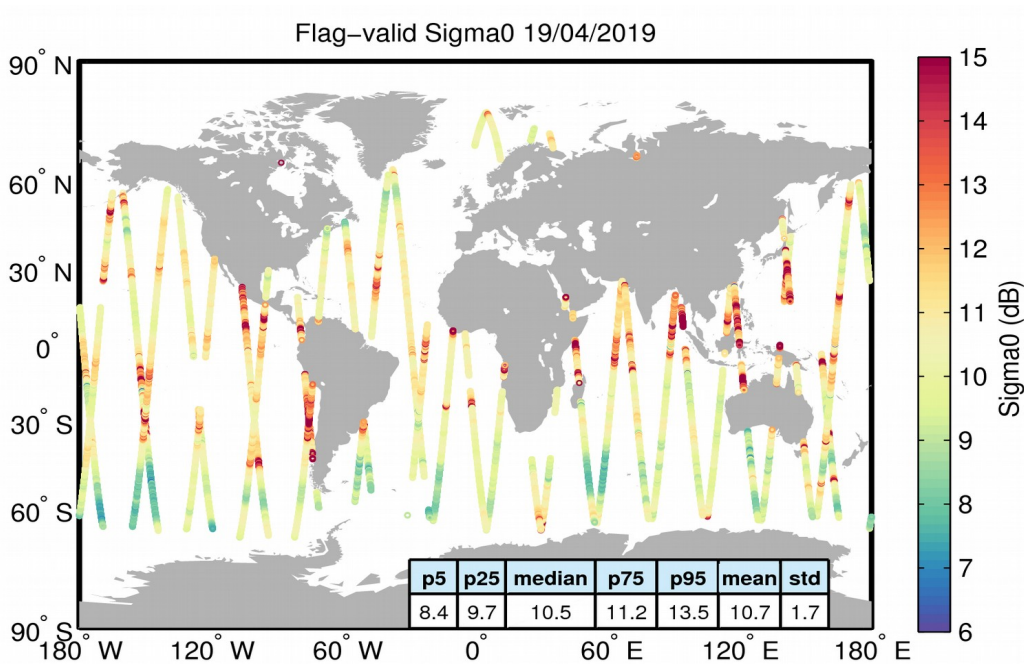 Flag−valid Sigma0 19/04/2019
90° N
60° N
30° N
0°
30° S
60° S
90° S
180° W 120° W 60° W 0° 60° E 120° E 180° E
p5 p25 median p75 p95 mean std
8.4 9.7 10.5 11.2 13.5 10.7 1.7
15
14
13
12
11
10
9
8
7
6
Sigma0 (dB)